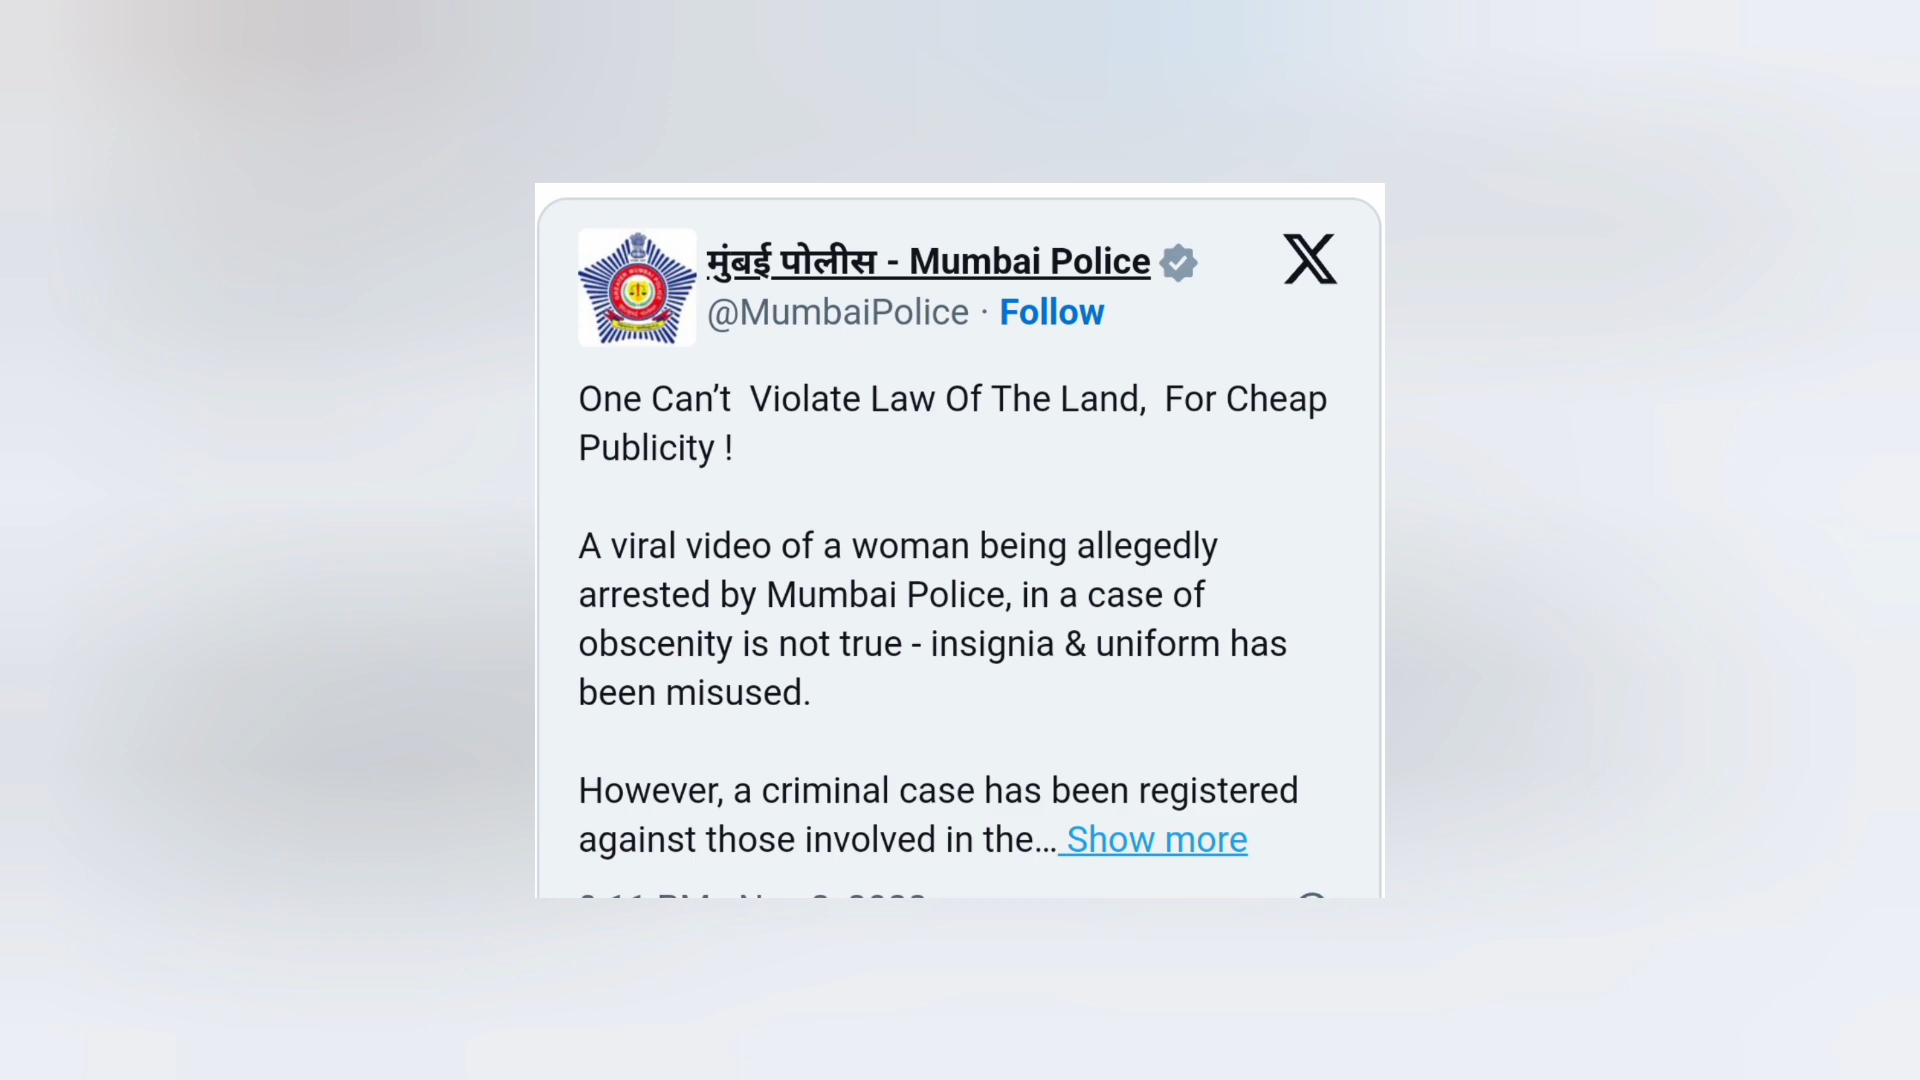 मुंबई पोलीस - Mumbai Police
@MumbaiPolice · Follow
One Can’t  Violate Law Of The Land,  For Cheap
Publicity !
A viral video of a woman being allegedly
arrested by Mumbai Police, in a case of
obscenity is not true - insignia & uniform has
been misused.
However, a criminal case has been registered
against those involved in the… Show more